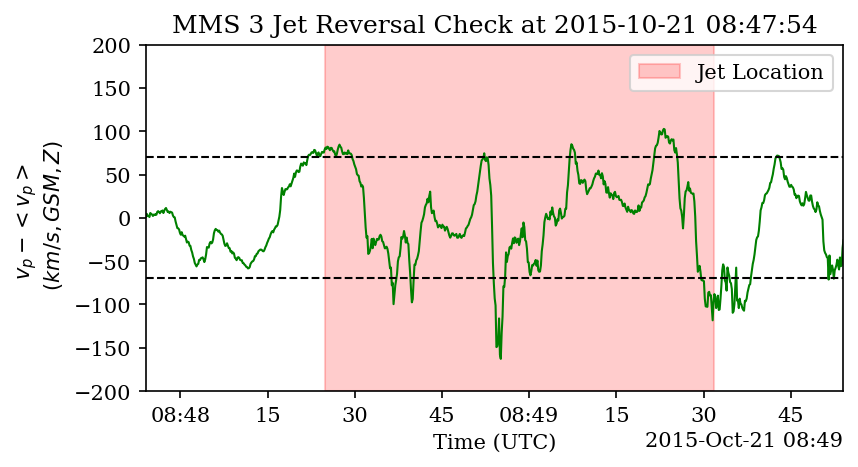 MMS 3 Jet Reversal Check at 2015-10-21 08:47:54
200
150
100
50
0
−50
−100
−150
−200
v_p − < v_p >
(km/s, GSM, Z)
Jet Location
08:48 15 30 45 08:49 15 30 45
Time (UTC)
2015-Oct-21 08:49